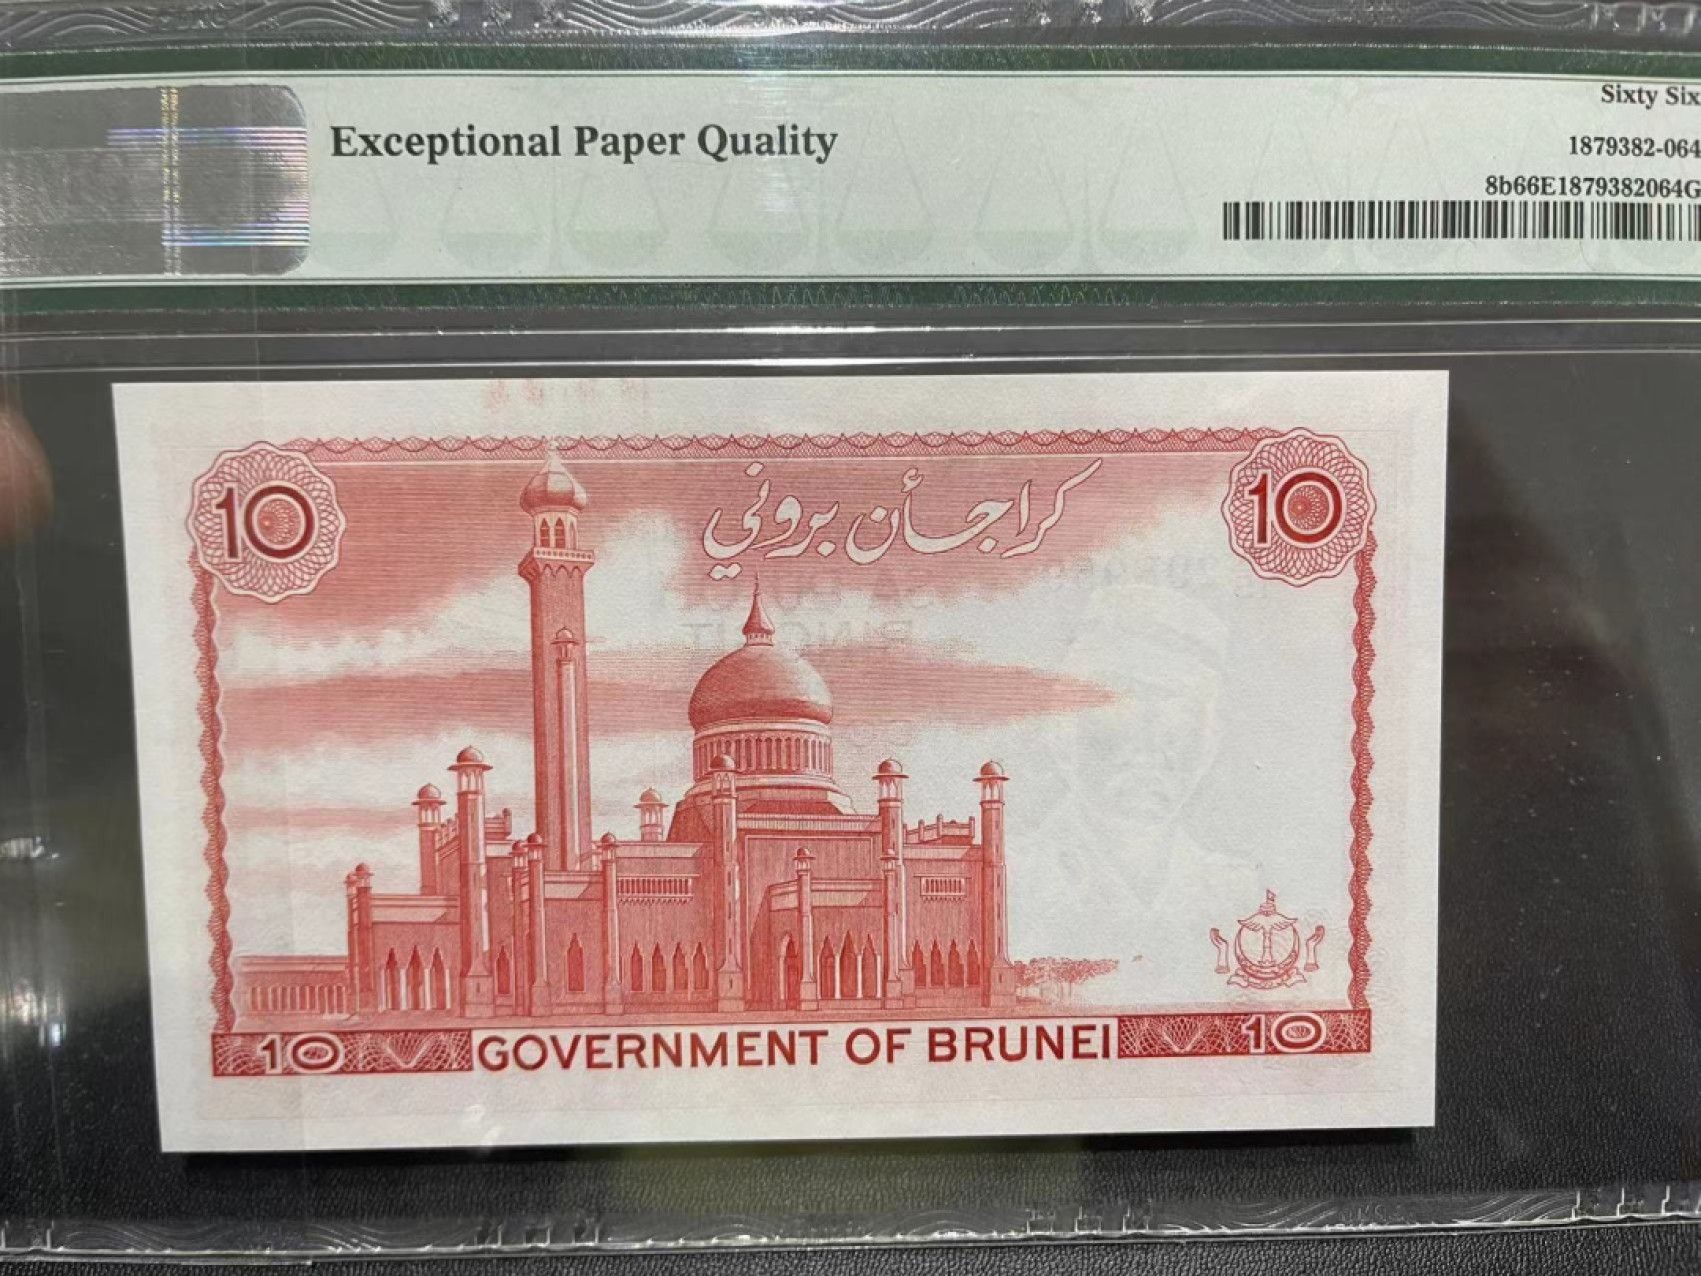 Exceptional Paper Quality
Sixty Six
1879382-064
8b66E1879382064G
10
10
كراجأن بروني
10 GOVERNMENT OF BRUNEI 10